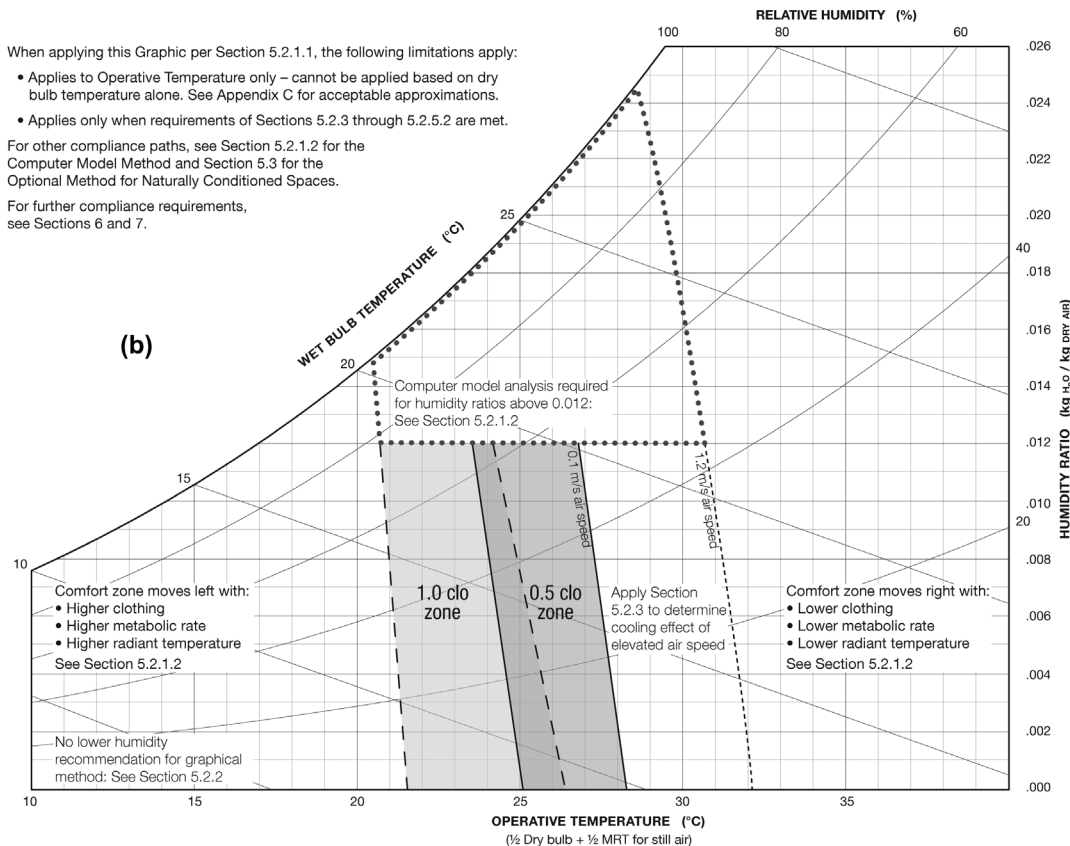 RELATIVE HUMIDITY (%)
100
80
60
When applying this Graphic per Section 5.2.1.1, the following limitations apply:
• Applies to Operative Temperature only – cannot be applied based on dry
bulb temperature alone. See Appendix C for acceptable approximations.
• Applies only when requirements of Sections 5.2.3 through 5.2.5.2 are met.
For other compliance paths, see Section 5.2.1.2 for the
Computer Model Method and Section 5.3 for the
Optional Method for Naturally Conditioned Spaces.
For further compliance requirements,
see Sections 6 and 7.
(b)
WET BULB TEMPERATURE (°C)
25
20
15
10
Computer model analysis required
for humidity ratios above 0.012:
See Section 5.2.1.2
0.1 m/s air speed
1.2 m/s air speed
Comfort zone moves left with:
• Higher clothing
• Higher metabolic rate
• Higher radiant temperature
See Section 5.2.1.2
1.0 clo
zone
0.5 clo
zone
Apply Section
5.2.3 to determine
cooling effect of
elevated air speed
Comfort zone moves right with:
• Lower clothing
• Lower metabolic rate
• Lower radiant temperature
See Section 5.2.1.2
No lower humidity
recommendation for graphical
method: See Section 5.2.2
.026
.024
.022
.020
40
.018
.016
.014
.012
.010
20
.008
.006
.004
.002
.000
HUMIDITY RATIO (kg H₂O / kg DRY AIR)
10
15
20
25
30
35
OPERATIVE TEMPERATURE (°C)
(½ Dry bulb + ½ MRT for still air)